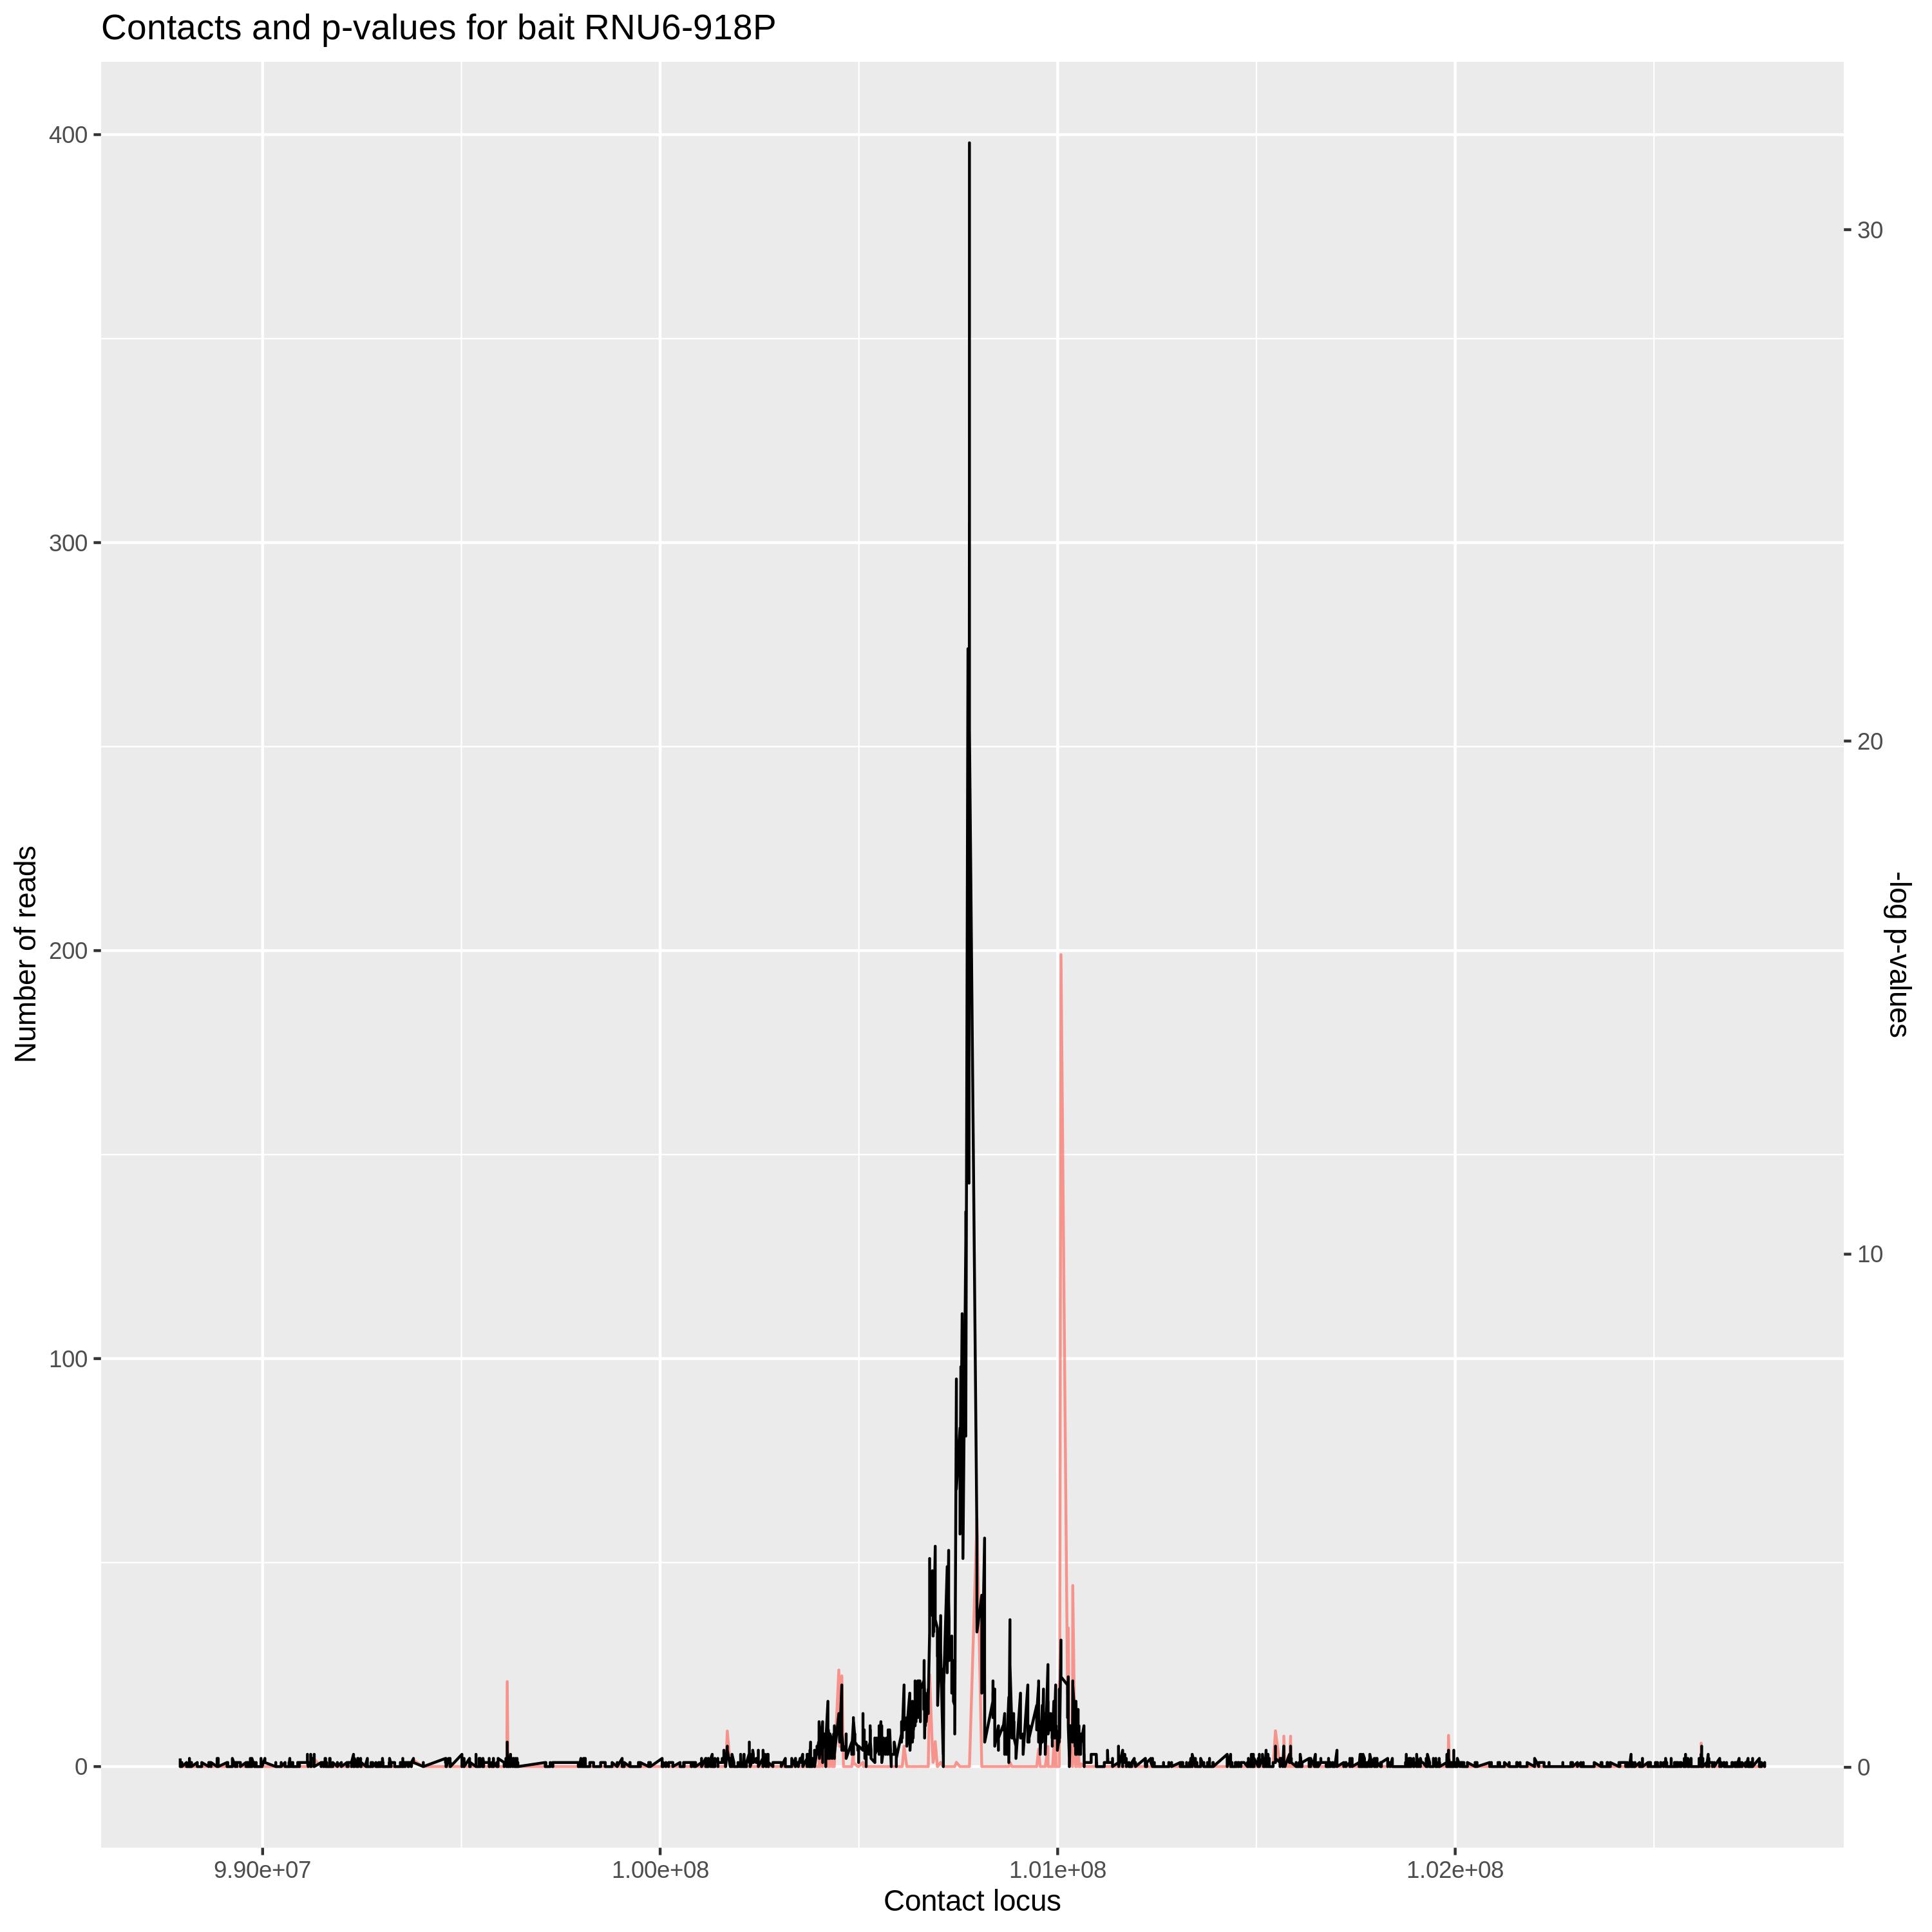 Contacts and p-values for bait RNU6-918P
400
300
200
100
0
Number of reads
30
20
10
0
-log p-values
9.90e+07
1.00e+08
1.01e+08
1.02e+08
Contact locus